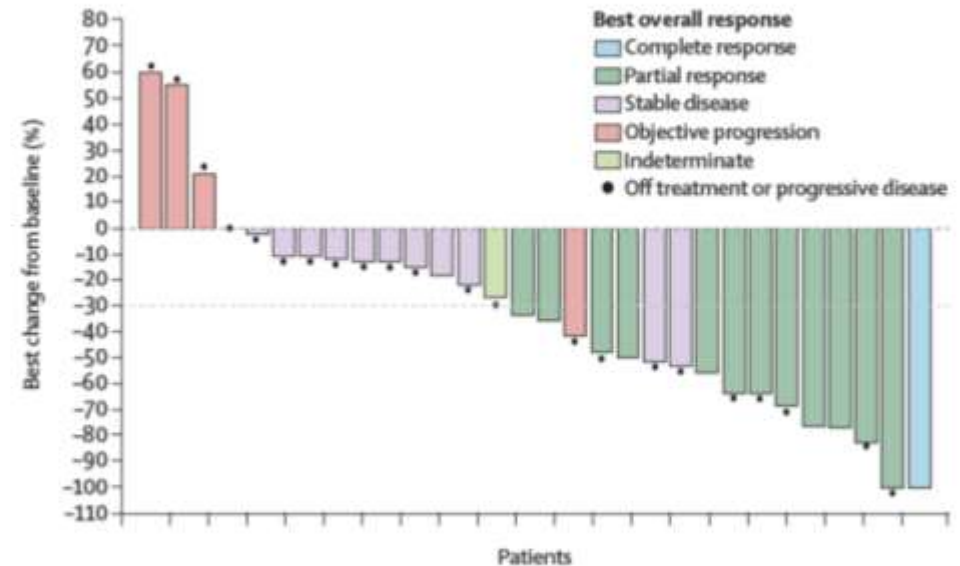 Best overall response
Complete response
Partial response
Stable disease
Objective progression
Indeterminate
Off treatment or progressive disease
Best change from baseline (%)
80
70
60
50
40
30
20
10
0
-10
-20
-30
-40
-50
-60
-70
-80
-90
-100
-110
Patients